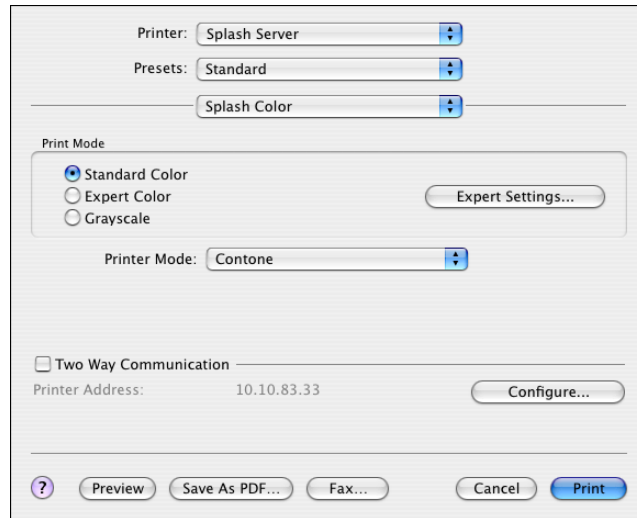 Printer: Splash Server
Presets: Standard
Splash Color
Print Mode
Standard Color
Expert Color
Expert Settings...
Grayscale
Printer Mode: Contone
Two Way Communication
Printer Address: 10.10.83.33
Configure...
? Preview Save As PDF... Fax... Cancel Print